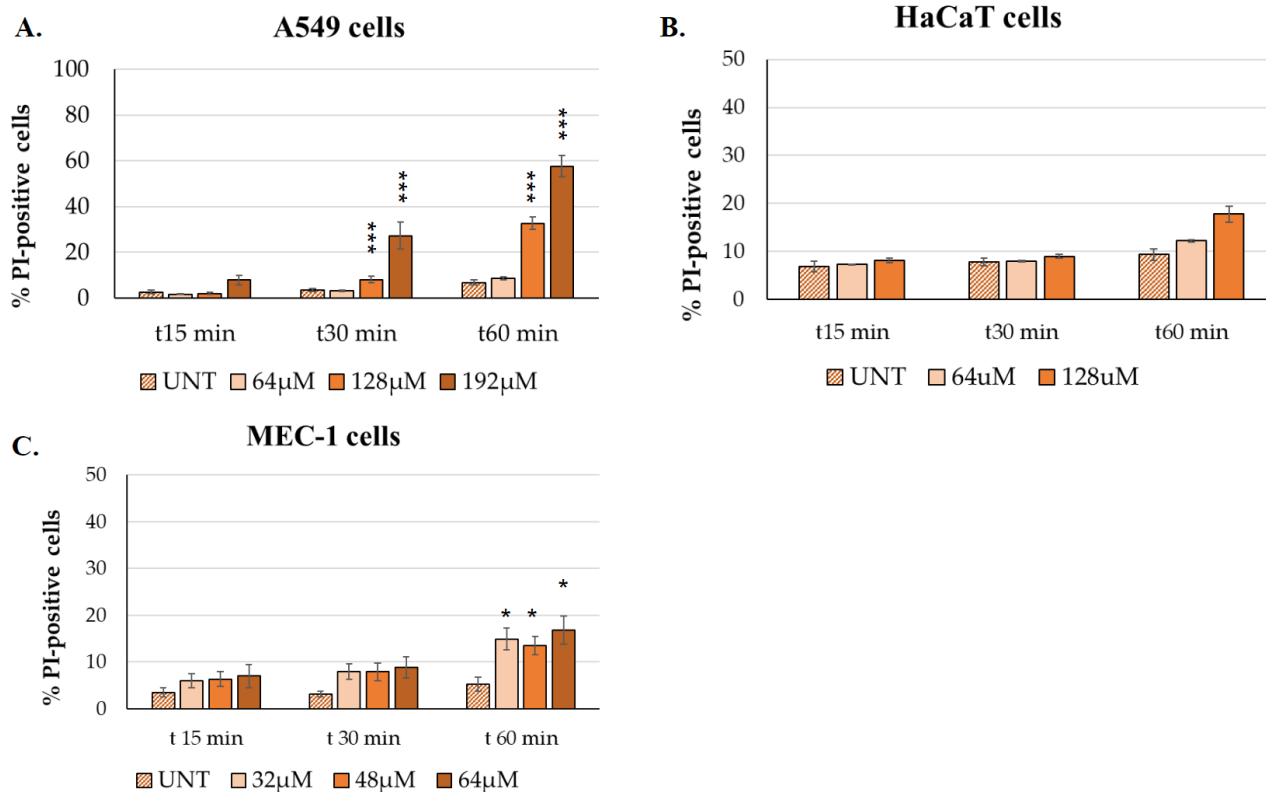 A.
A549 cells
% PI-positive cells
100
80
60
40
20
0
***
***
***
***
t15 min t30 min t60 min
UNT 64µM 128µM 192µM
B.
HaCaT cells
% PI-positive cells
50
40
30
20
10
0
t15 min t30 min t60 min
UNT 64uM 128uM
C.
MEC-1 cells
% PI-positive cells
50
40
30
20
10
0
* * *
t 15 min t 30 min t 60 min
UNT 32µM 48µM 64µM